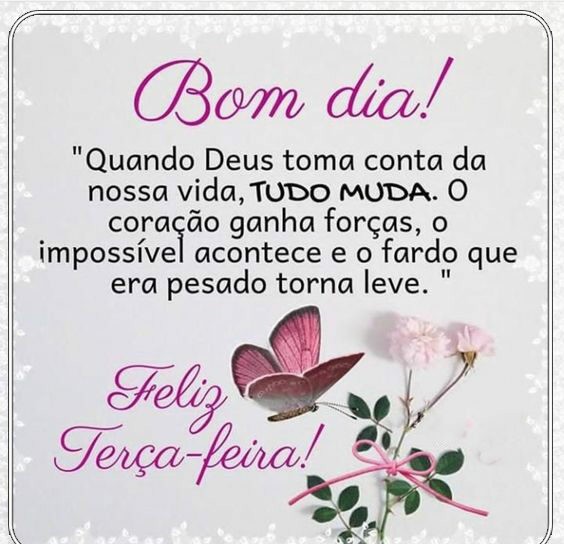 Bom dia!
"Quando Deus toma conta da
nossa vida, TUDO MUDA. O
coração ganha forças, o
impossível acontece e o fardo que
era pesado torna leve. "
Feliz
Terça-feira!